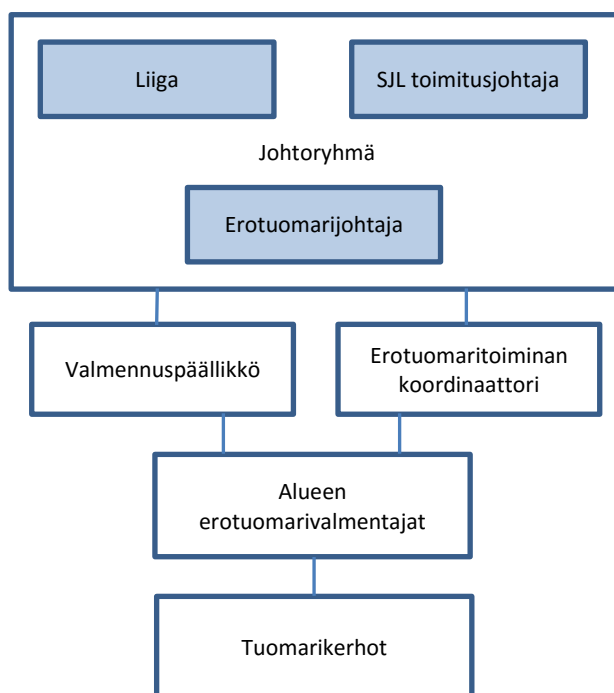 Liiga
SJL toimitusjohtaja
Johtoryhmä
Erotuomarijohtaja
Valmennuspäällikkö
Erotuomaritoiminan
koordinaattori
Alueen
erotuomarivalmentajat
Tuomarikerhot